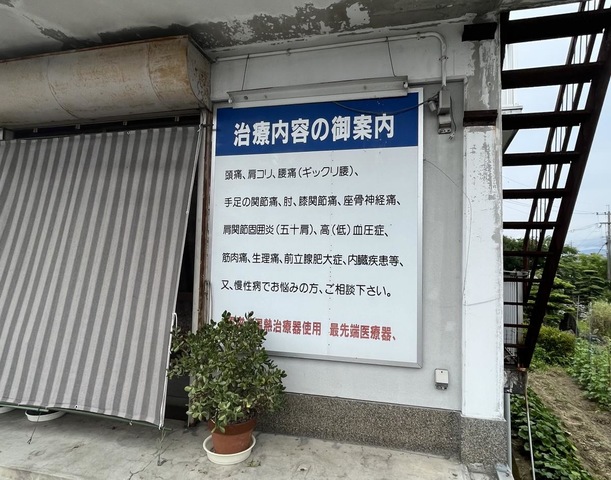 治療内容の御案内
頭痛、肩コリ、腰痛（ギックリ腰）、
手足の関節痛、肘、膝関節痛、座骨神経痛、
肩関節固囲炎（五十肩）、高（低）血圧症、
筋肉痛、生理痛、前立線肥大症、内臓疾患等、
又、慢性病でお悩みの方、ご相談下さい。
熱治療器使用　最先端医療器、